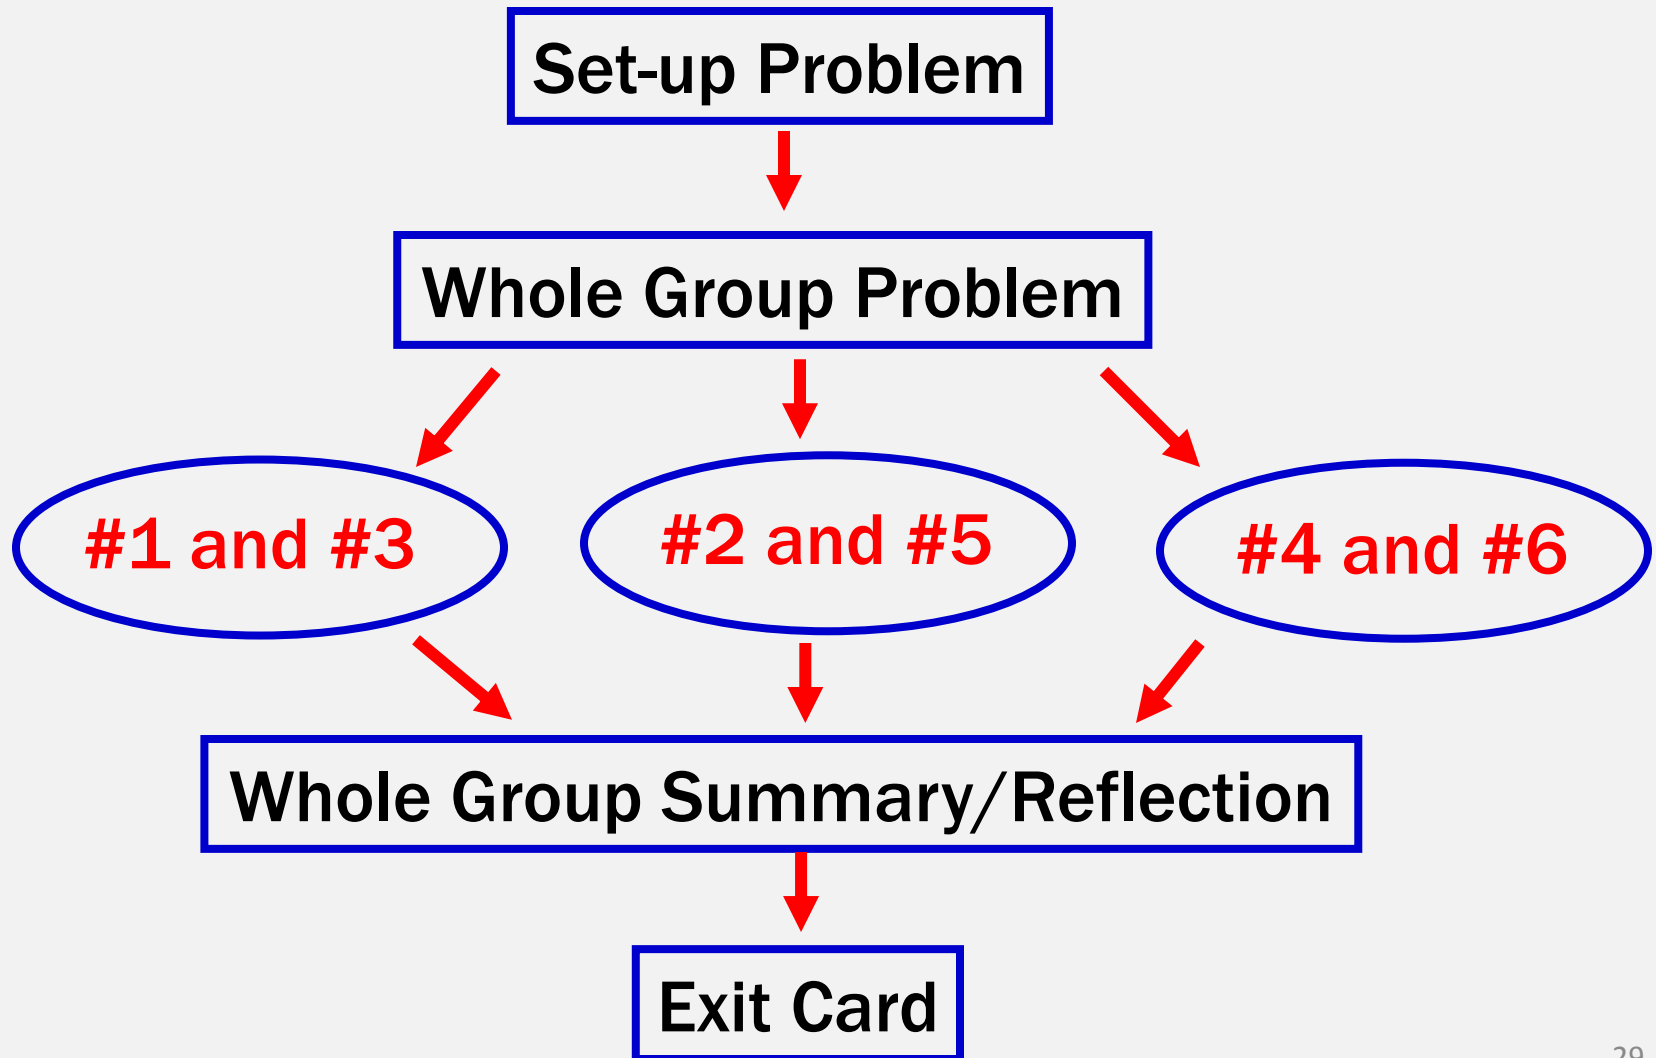 Set-up Problem
Whole Group Problem
#1 and #3
#2 and #5
#4 and #6
Whole Group Summary/Reflection
Exit Card
29